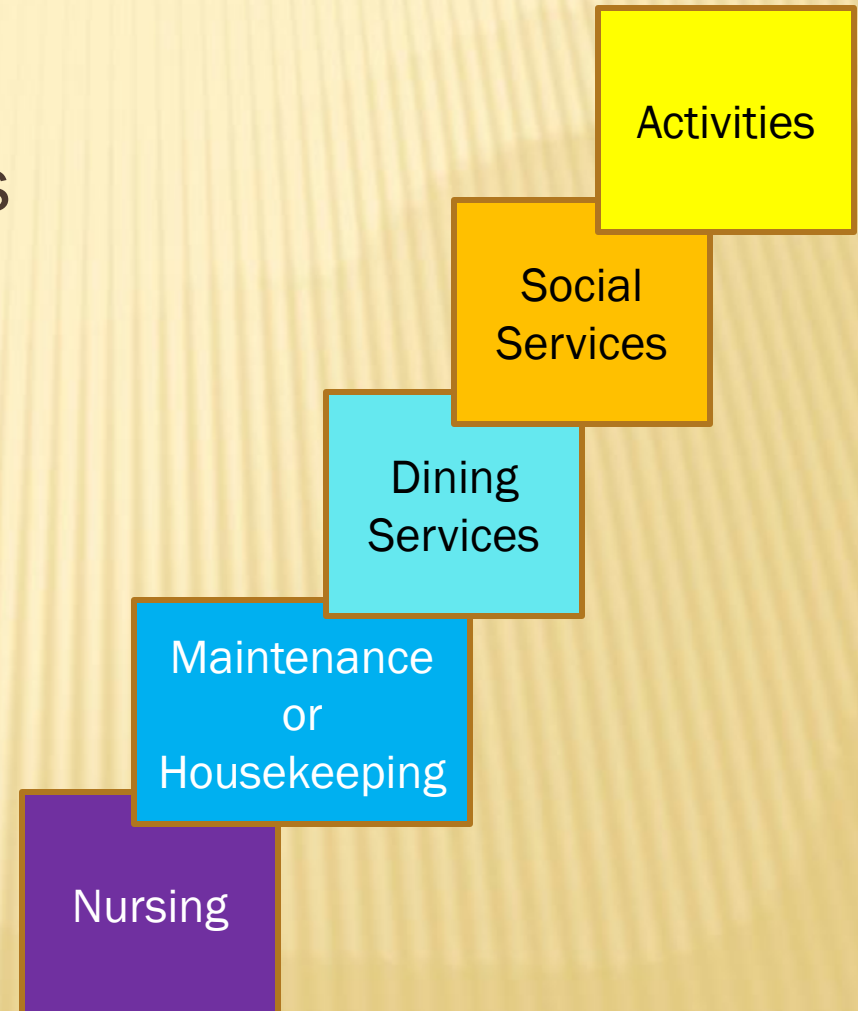 Activities
Social
Services
Dining
Services
Maintenance
or
Housekeeping
Nursing